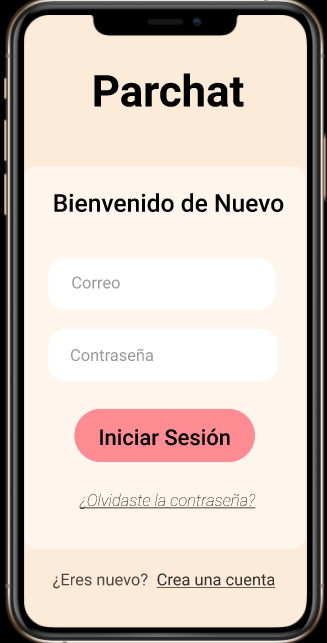 Parchat
Bienvenido de Nuevo
Correo
Contraseña
Iniciar Sesión
¿Olvidaste la contraseña?
¿Eres nuevo? Crea una cuenta